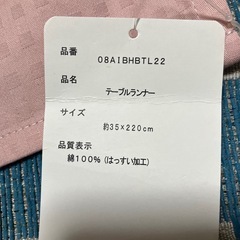 品番
08AIBHBTL22
品名
テーブルランナー
サイズ
約35×220cm
品質表示
綿100％（はっすい加工）